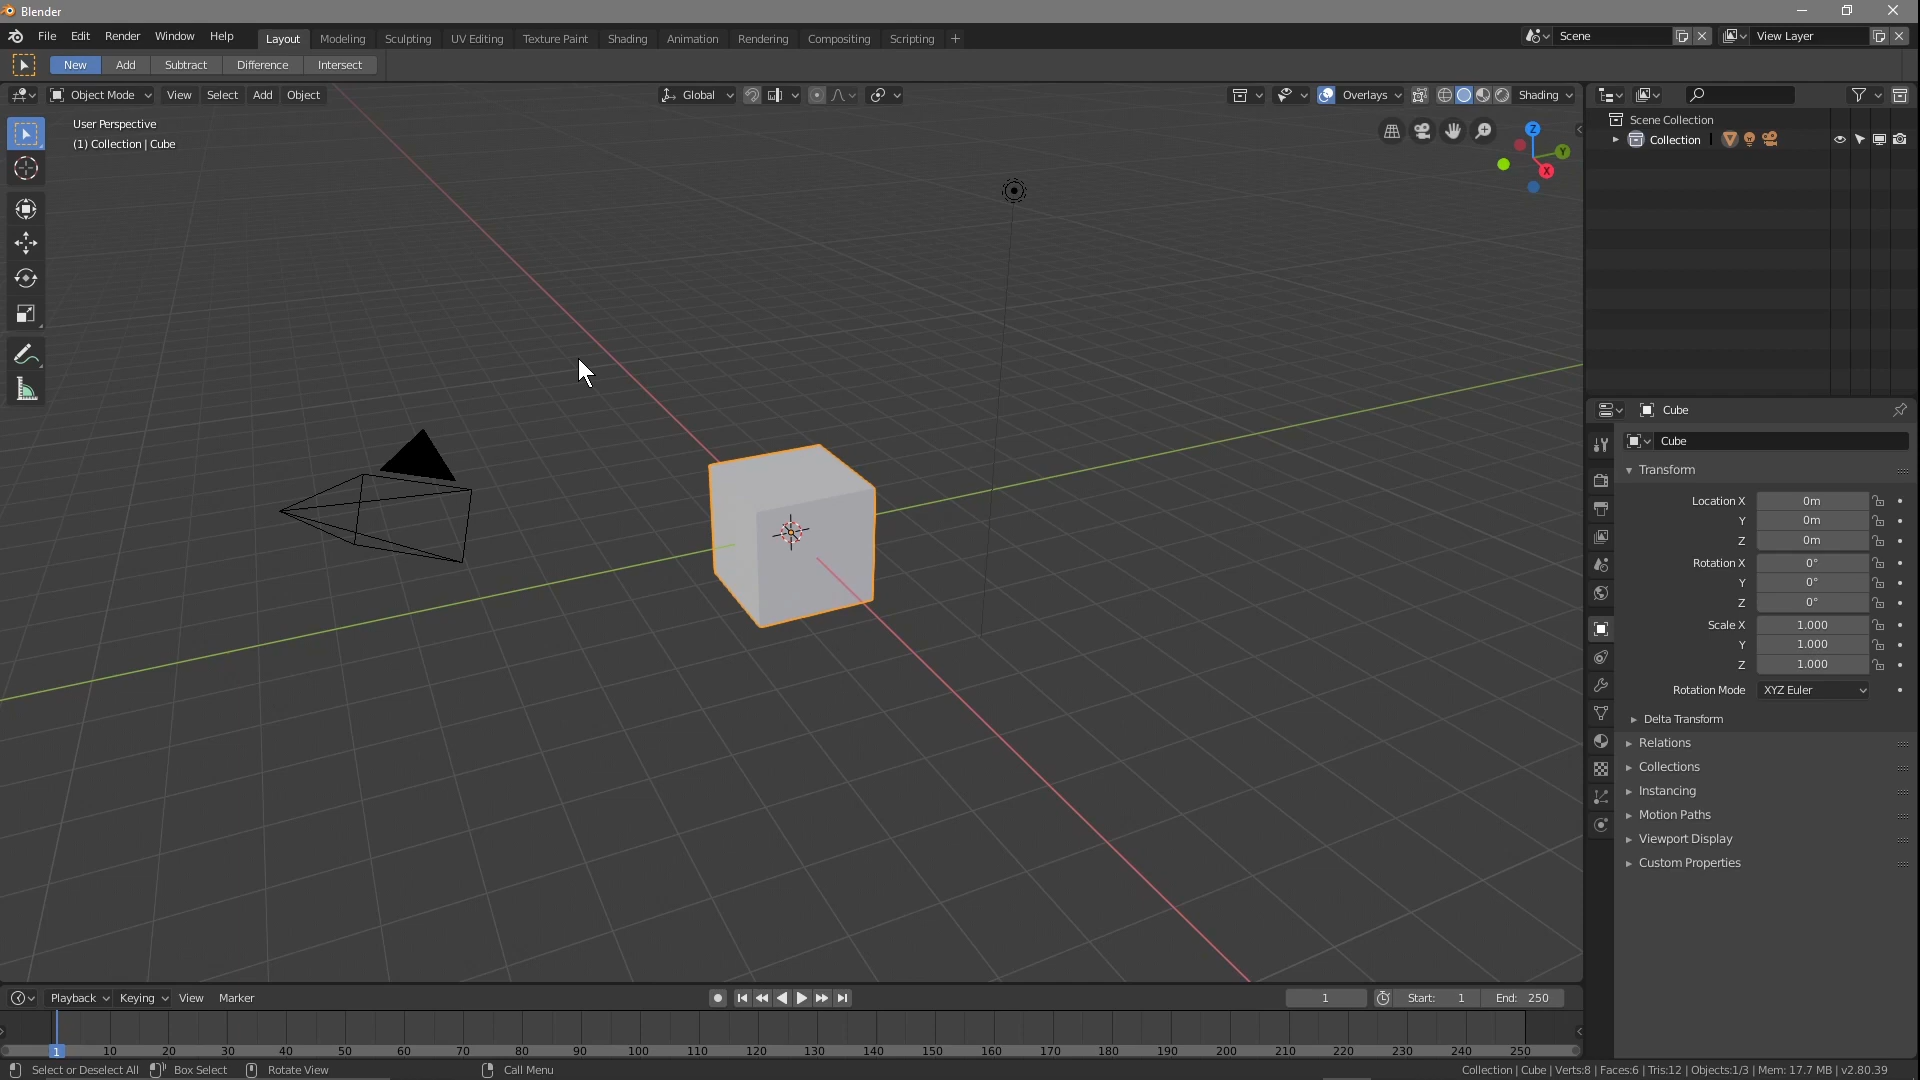 Blender
File Edit Render Window Help Layout Modeling Sculpting UV Editing Texture Paint Shading Animation Rendering Compositing Scripting + Scene View Layer
New Add Subtract Difference Intersect
Object Mode View Select Add Object Global Overlays Shading
User Perspective
(1) Collection | Cube
Z
Y
X
Scene Collection
Collection
Cube
Cube
Transform
Location X 0m
Y 0m
Z 0m
Rotation X 0°
Y 0°
Z 0°
Scale X 1.000
Y 1.000
Z 1.000
Rotation Mode XYZ Euler
Delta Transform
Relations
Collections
Instancing
Motion Paths
Viewport Display
Custom Properties
Playback Keying View Marker 1 Start: 1 End: 250
1 10 20 30 40 50 60 70 80 90 100 110 120 130 140 150 160 170 180 190 200 210 220 230 240 250
Select or Deselect All Box Select Rotate View Call Menu Collection | Cube | Verts:8 | Faces:6 | Tris:12 | Objects:1/3 | Mem: 17.7 MB | v2.80.39